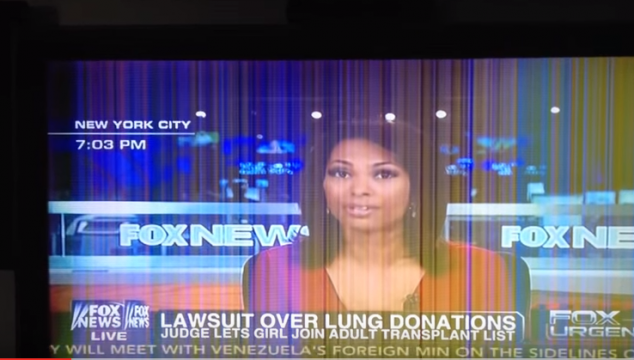 NEW YORK CITY
7:03 PM
FOX NEWS
FOX NE
FOX NEWS
FOX NEWS
LIVE
LAWSUIT OVER LUNG DONATIONS
JUDGE LETS GIRL JOIN ADULT TRANSPLANT LIST
FOX
URGEN
Y WILL MEET WITH VENEZUELA'S FOREIGN MIN ON THE SIDELINES